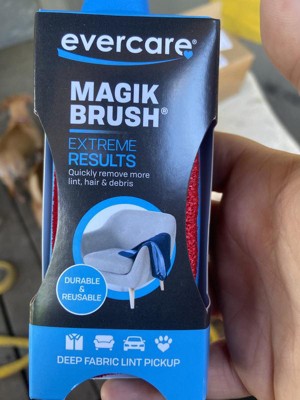 evercare®
MAGIK
BRUSH®
EXTREME
RESULTS
Quickly remove more
lint, hair & debris
DURABLE
&
REUSABLE
DEEP FABRIC LINT PICKUP